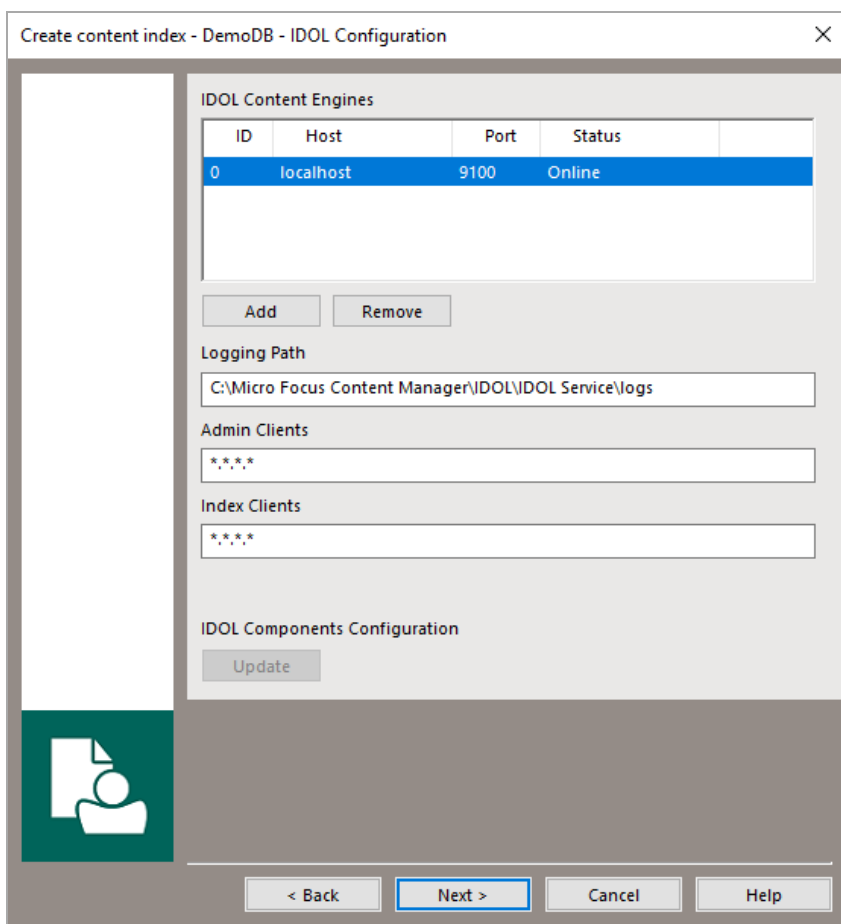 Create content index - DemoDB - IDOL Configuration
IDOL Content Engines
ID Host Port Status
0 localhost 9100 Online
Add Remove
Logging Path
C:\Micro Focus Content Manager\IDOL\IDOL Service\logs
Admin Clients
*.*.*.*
Index Clients
*.*.*.*
IDOL Components Configuration
Update
< Back Next > Cancel Help